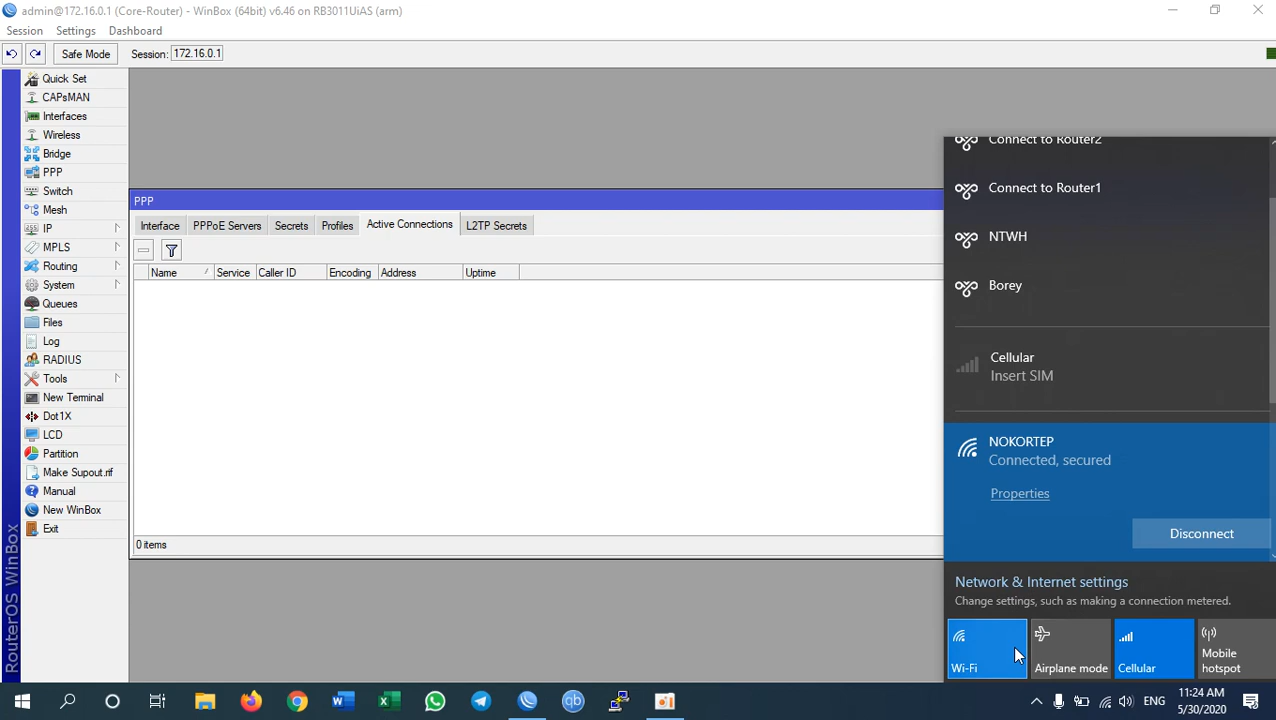 admin@172.16.0.1 (Core-Router) - WinBox (64bit) v6.46 on RB3011UiAS (arm)
Session Settings Dashboard
Safe Mode Session: 172.16.0.1
Quick Set
CAPsMAN
Interfaces
Wireless
Bridge
PPP
Switch
Mesh
IP
MPLS
Routing
System
Queues
Files
Log
RADIUS
Tools
New Terminal
Dot1X
LCD
Partition
Make Supout.rif
Manual
New WinBox
Exit
RouterOS WinBox
PPP
Interface PPPoE Servers Secrets Profiles Active Connections L2TP Secrets
Name Service Caller ID Encoding Address Uptime
0 items
Connect to Router2
Connect to Router1
NTWH
Borey
Cellular
Insert SIM
NOKORTEP
Connected, secured
Properties
Disconnect
Network & Internet settings
Change settings, such as making a connection metered.
Wi-Fi
Airplane mode
Cellular
Mobile
hotspot
ENG
11:24 AM
5/30/2020